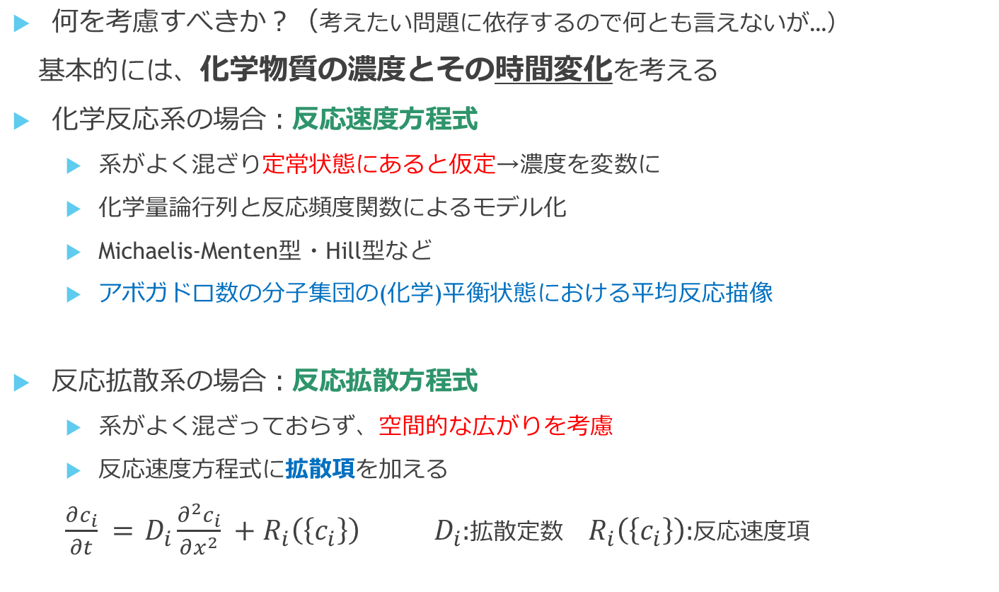 何を考慮すべきか？（考えたい問題に依存するので何とも言えないが…）
基本的には、化学物質の濃度とその時間変化を考える
化学反応系の場合：反応速度方程式
系がよく混ざり定常状態にあると仮定→濃度を変数に
化学量論行列と反応頻度関数によるモデル化
Michaelis-Menten型・Hill型など
アボガドロ数の分子集団の(化学)平衡状態における平均反応描像
反応拡散系の場合：反応拡散方程式
系がよく混ざっておらず、空間的な広がりを考慮
反応速度方程式に拡散項を加える
∂c_i/∂t = D_i ∂²c_i/∂x² + R_i({c_i}) D_i:拡散定数 R_i({c_i}):反応速度項